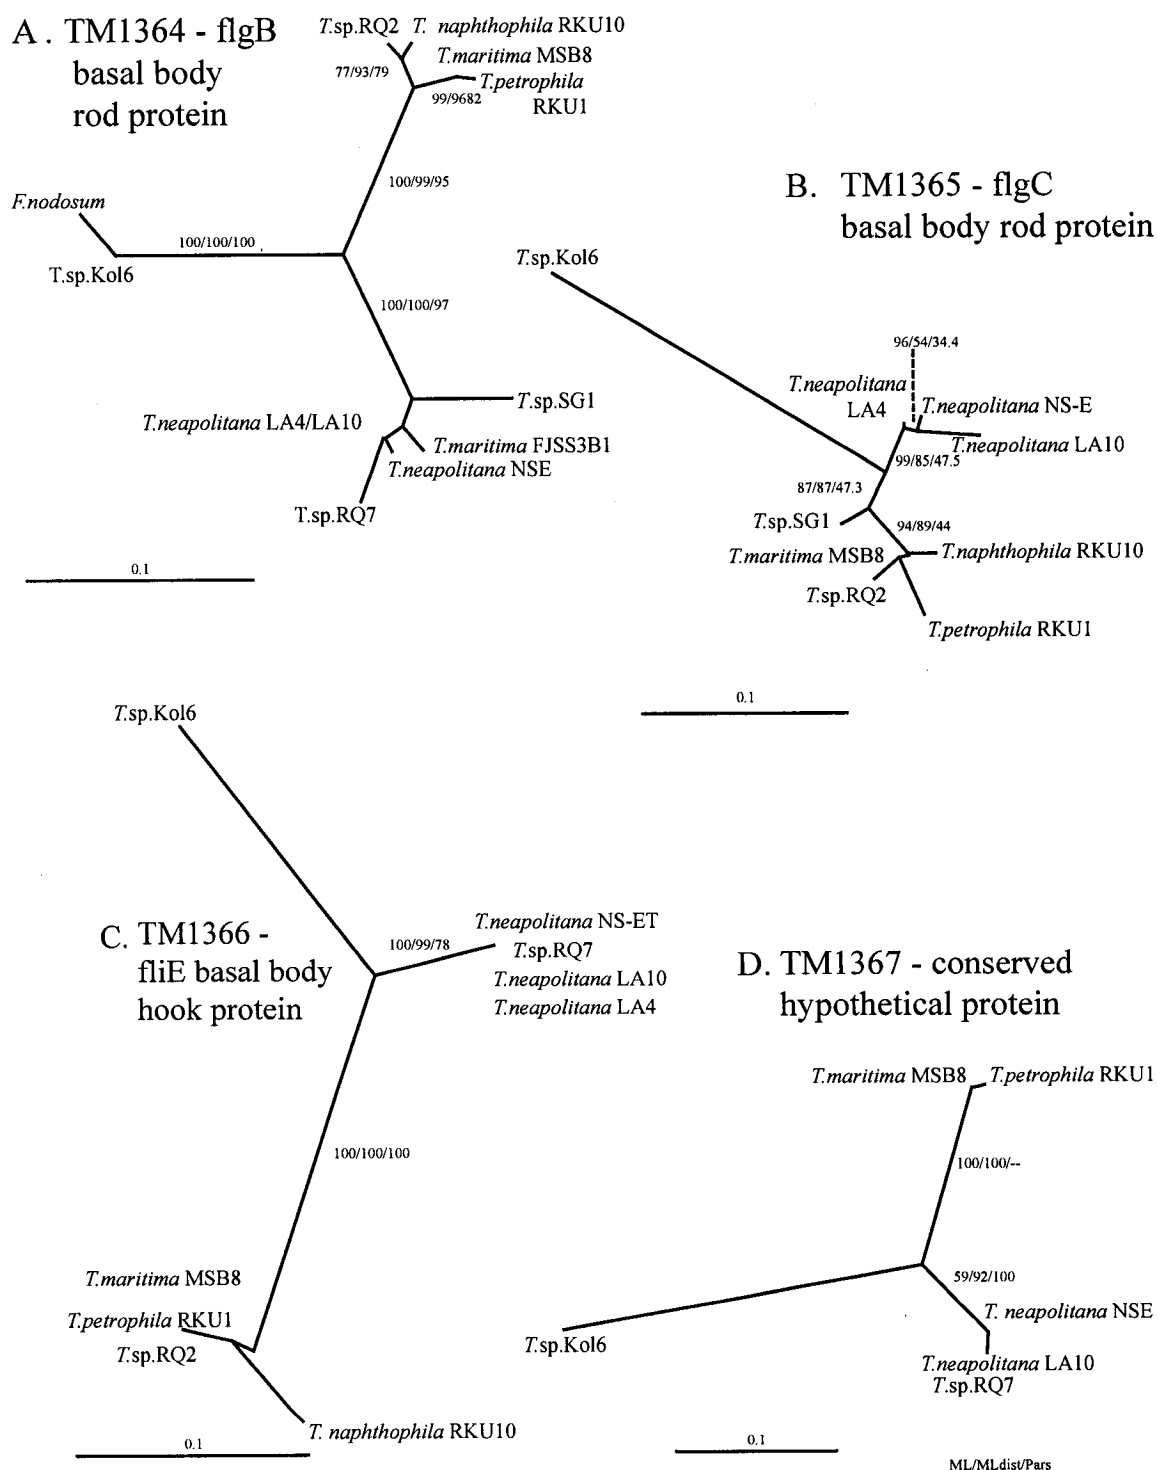 A . TM1364 - flgB
basal body
rod protein
T.sp.RQ2
T. naphthophila RKU10
77/93/79
T.maritima MSB8
99/9682
T.petrophila
RKU1
100/99/95
F.nodosum
100/100/100
T.sp.Kol6
100/100/97
T.sp.SG1
T.neapolitana LA4/LA10
T.maritima FJSS3B1
T.neapolitana NSE
T.sp.RQ7
0.1
B. TM1365 - flgC
basal body rod protein
T.sp.Kol6
96/54/34.4
T.neapolitana
LA4
T.neapolitana NS-E
T.neapolitana LA10
99/85/47.5
87/87/47.3
T.sp.SG1
94/89/44
T.maritima MSB8
T.naphthophila RKU10
T.sp.RQ2
T.petrophila RKU1
0.1
T.sp.Kol6
C. TM1366 -
fliE basal body
hook protein
100/99/78
T.neapolitana NS-ET
T.sp.RQ7
T.neapolitana LA10
T.neapolitana LA4
100/100/100
T.maritima MSB8
T.petrophila RKU1
T.sp.RQ2
T. naphthophila RKU10
0.1
D. TM1367 - conserved
hypothetical protein
T.maritima MSB8
T.petrophila RKU1
100/100/--
59/92/100
T. neapolitana NSE
T.sp.Kol6
T.neapolitana LA10
T.sp.RQ7
0.1
ML/MLdist/Pars